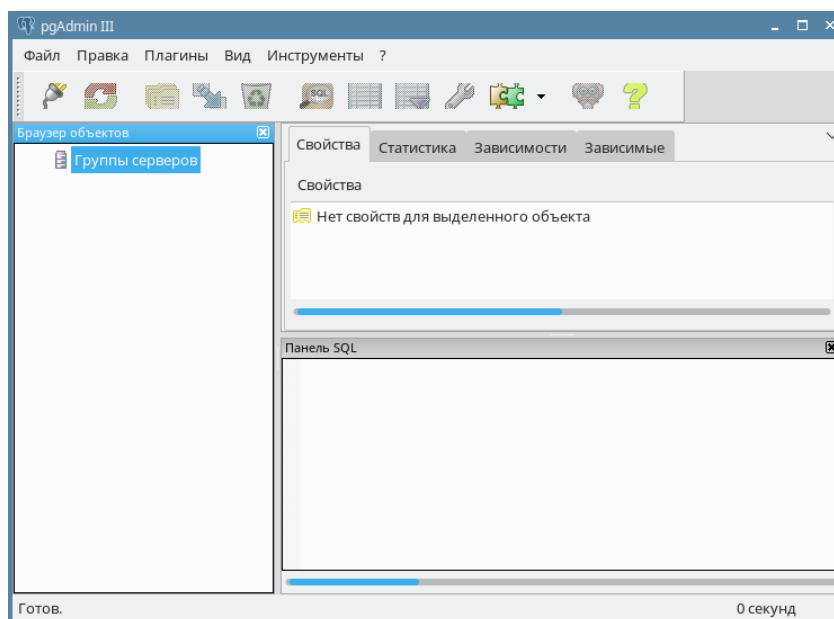 pgAdmin III
Файл Правка Плагины Вид Инструменты ?
SQL
Браузер объектов
Группы серверов
Свойства Статистика Зависимости Зависимые
Свойства
Нет свойств для выделенного объекта
Панель SQL
Готов.
0 секунд